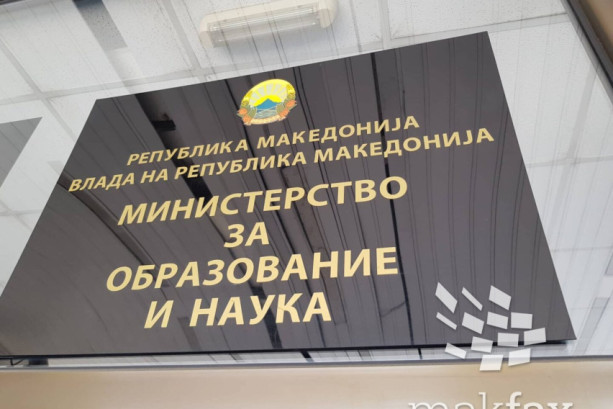 РЕПУБЛИКА МАКЕДОНИЈА
ВЛАДА НА РЕПУБЛИКА МАКЕДОНИЈА
МИНИСТЕРСТВО
ЗА
ОБРАЗОВАНИЕ
И НАУКА
makfax